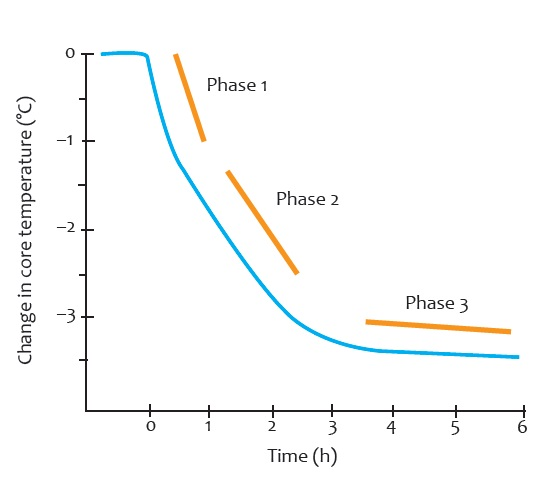 Change in core temperature (°C)
0
−1
−2
−3
Phase 1
Phase 2
Phase 3
0 1 2 3 4 5 6
Time (h)